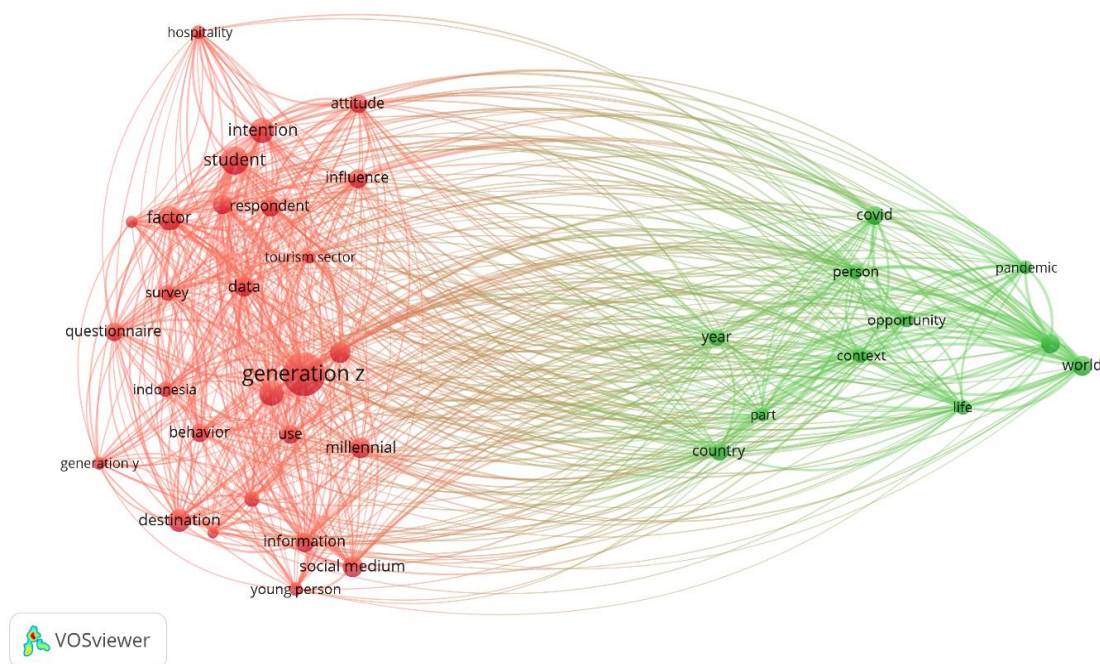 hospitality
attitude
intention
student
influence
respondent
factor
tourism sector
data
survey
questionnaire
generation z
indonesia
behavior
use
millennial
generation y
destination
information
social medium
young person
covid
person
pandemic
opportunity
year
context
world
life
part
country
VOSviewer